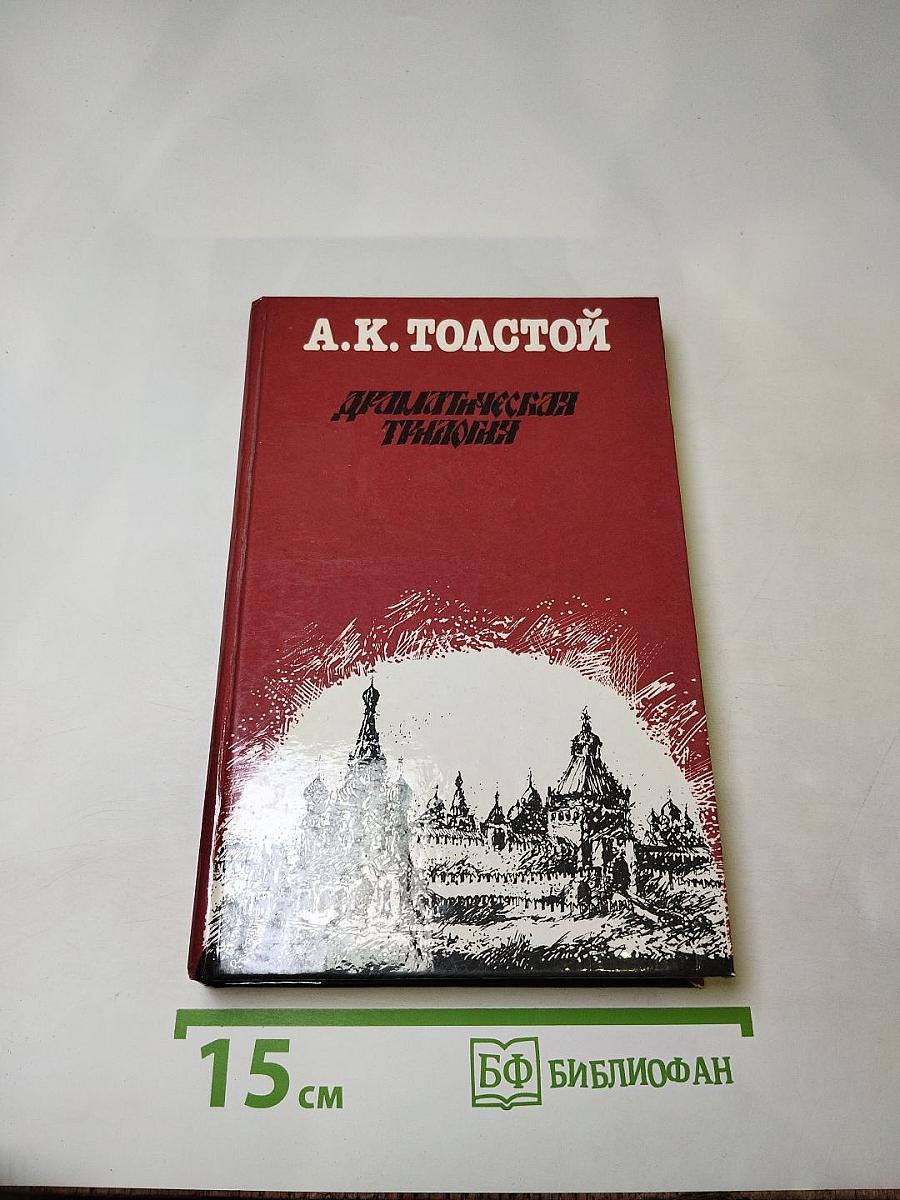 А.К. ТОЛСТОЙ
ДРАМАТИЧЕСКАЯ
ТРИЛОГИЯ
15 см
БФ БИБЛИОФАН